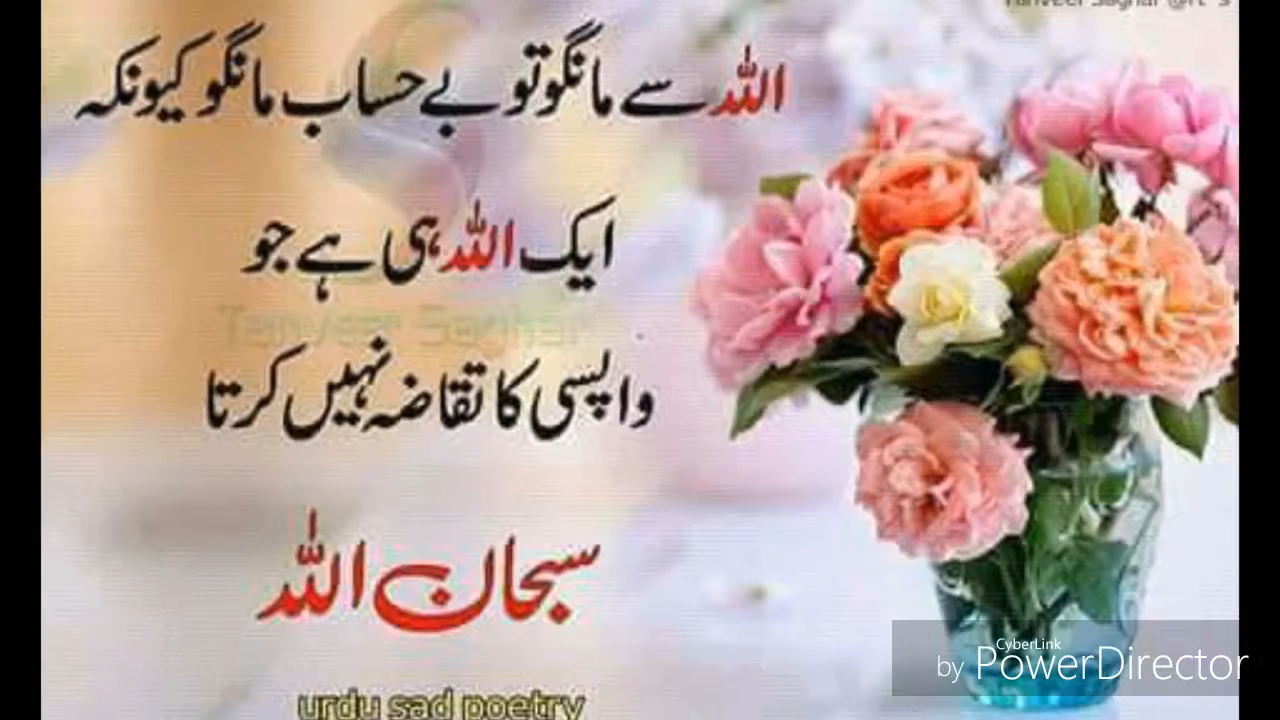 اللہ سے مانگو تو بے حساب مانگو کیونکہ
ایک اللہ ہی ہے جو
Tanveer Saghar
واپسی کا تقاضہ نہیں کرتا
سبحان اللہ
urdu sad poetry
CyberLink
by PowerDirector